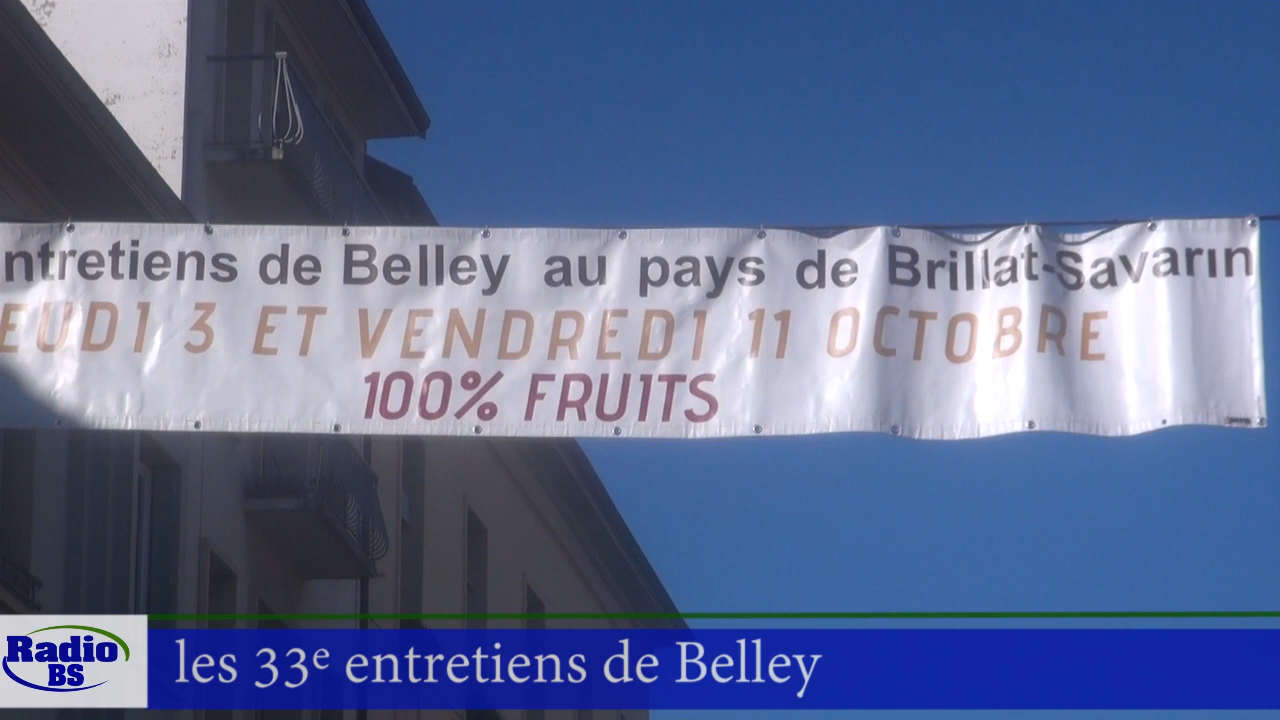 ntretiens de Belley au pays de Brillat-Savarin
EUDI 3 ET VENDREDI 11 OCTOBRE
100% FRUITS
Radio
BS
les 33e entretiens de Belley